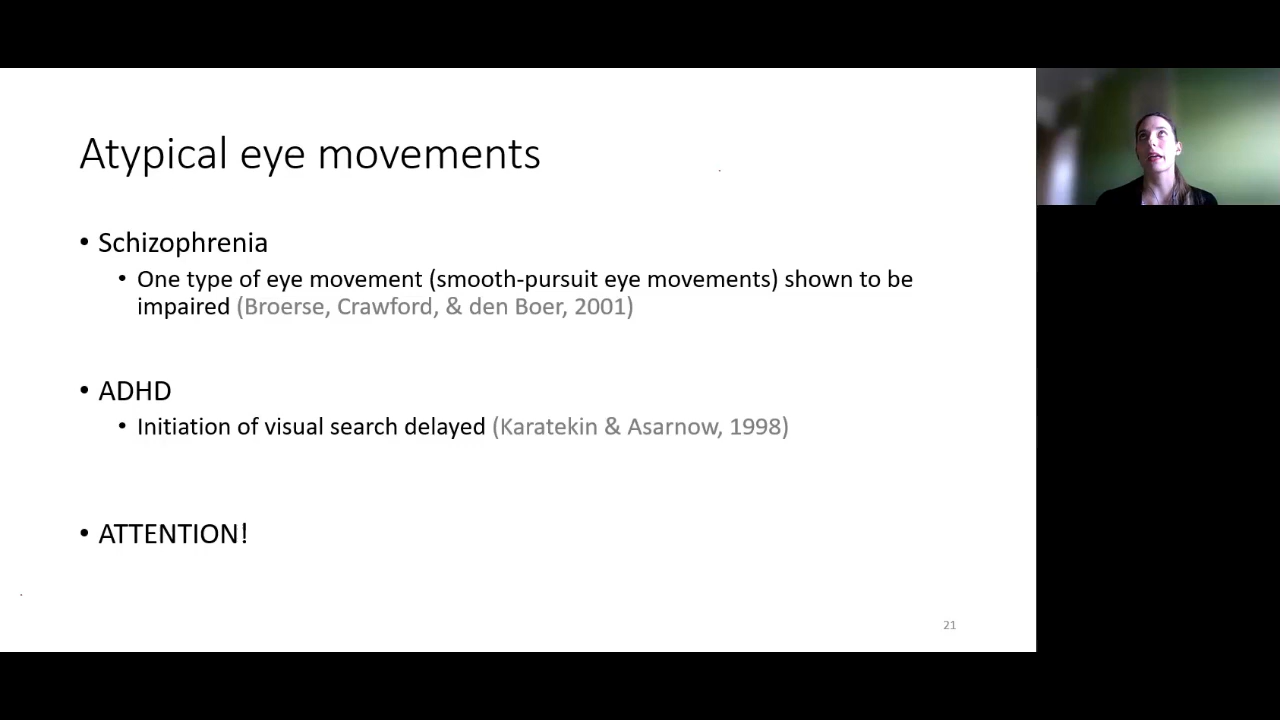 Atypical eye movements
• Schizophrenia
• One type of eye movement (smooth-pursuit eye movements) shown to be
impaired (Broerse, Crawford, & den Boer, 2001)
• ADHD
• Initiation of visual search delayed (Karatekin & Asarnow, 1998)
• ATTENTION!
21